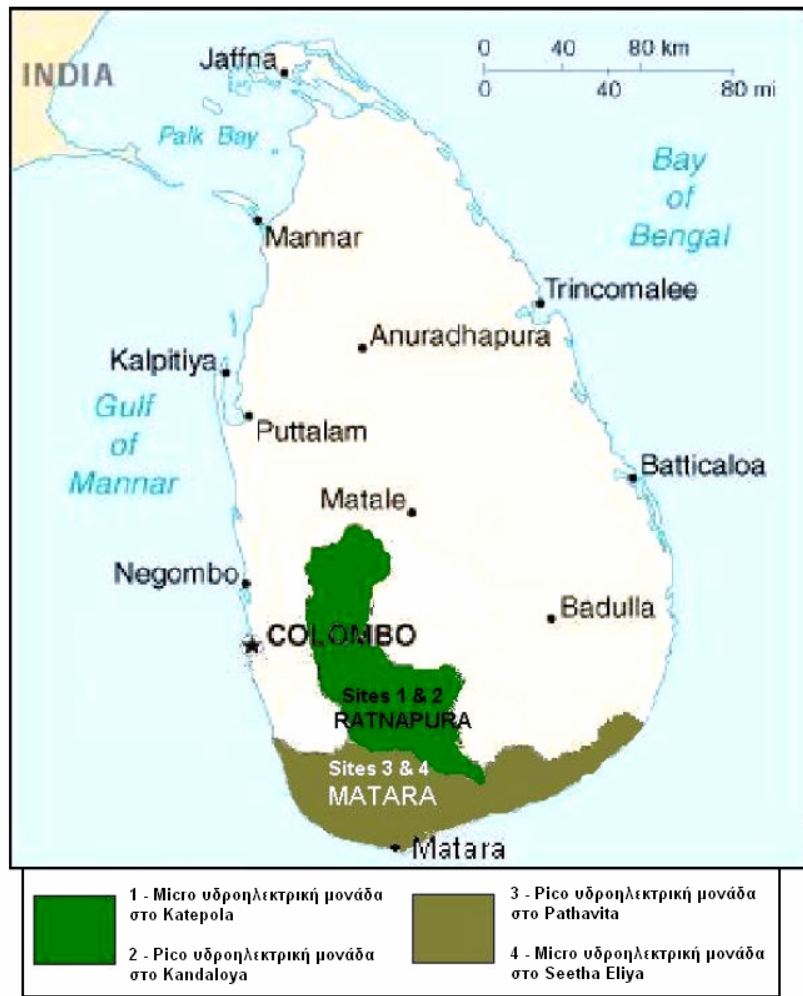 INDIA
Jaffna
0 40 80 km
0 40 80 mi
Palk Bay
Bay
of
Bengal
Mannar
Trincomalee
Anuradhapura
Kalpitiya
Gulf
of
Mannar
Puttalam
Batticaloa
Matale
Negombo
Badulla
COLOMBO
Sites 1 & 2
RATNAPURA
Sites 3 & 4
MATARA
Matara
1 - Micro υδροηλεκτρική μονάδα
στο Katepola
2 - Pico υδροηλεκτρική μονάδα
στο Kandaloya
3 - Pico υδροηλεκτρική μονάδα
στο Pathavita
4 - Micro υδροηλεκτρική μονάδα
στο Seetha Eliya